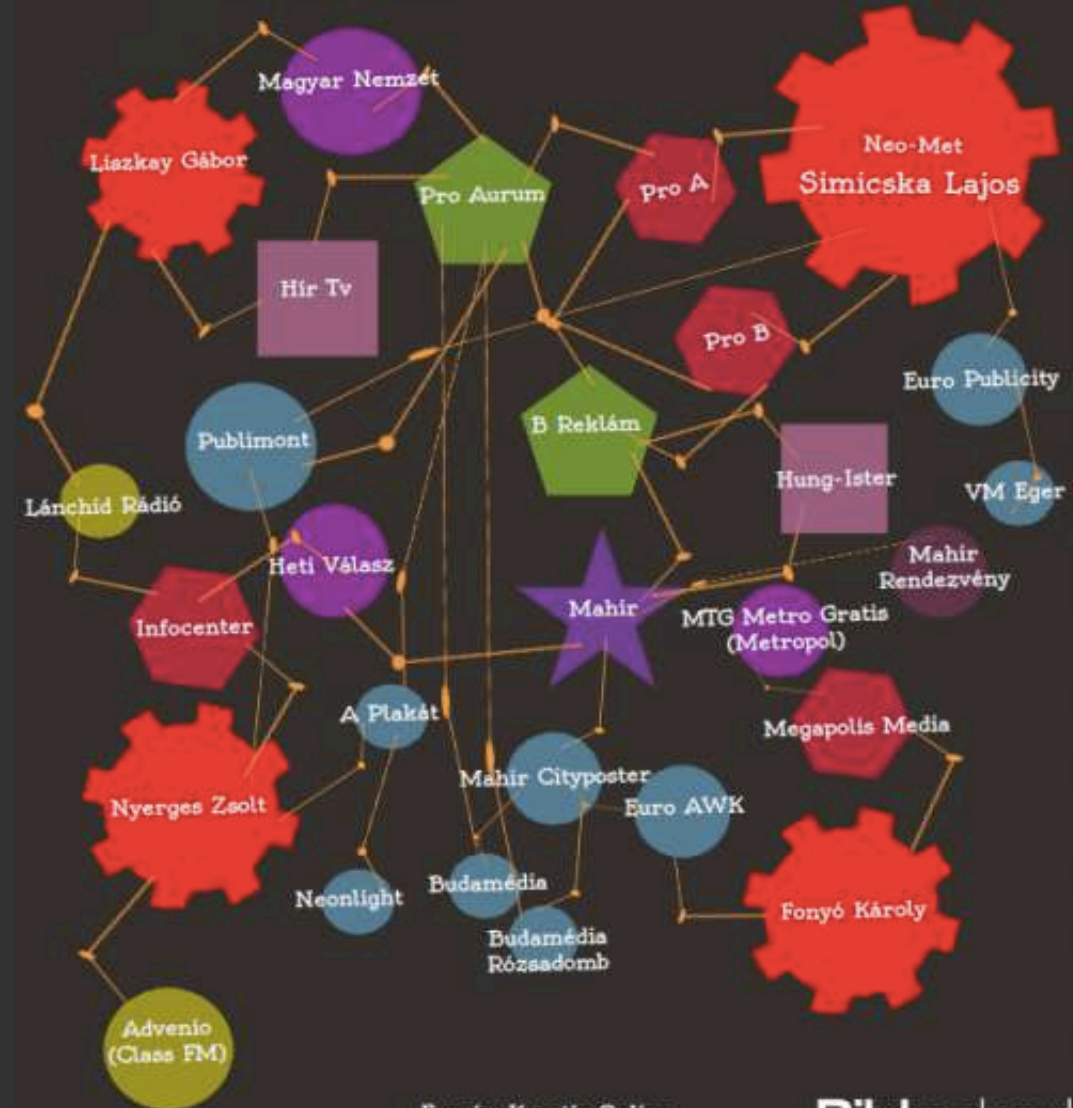 Magyar Nemzet
Neo-Met
Simicska Lajos
Liszkay Gábor
Pro Aurum
Pro A
Hír Tv
Pro B
Euro Publicity
B Reklám
Publimont
Hung-Ister
VM Eger
Lánchíd Rádió
Heti Válasz
Mahir
Rendezvény
Mahir
MTG Metro Gratis
(Metropol)
Infocenter
A Plakát
Megapolis Media
Mahir Cityposter
Euro AWK
Nyerges Zsolt
Neonlight
Budamédia
Fonyó Károly
Budamédia
Rózsadomb
Advenio
(Class FM)